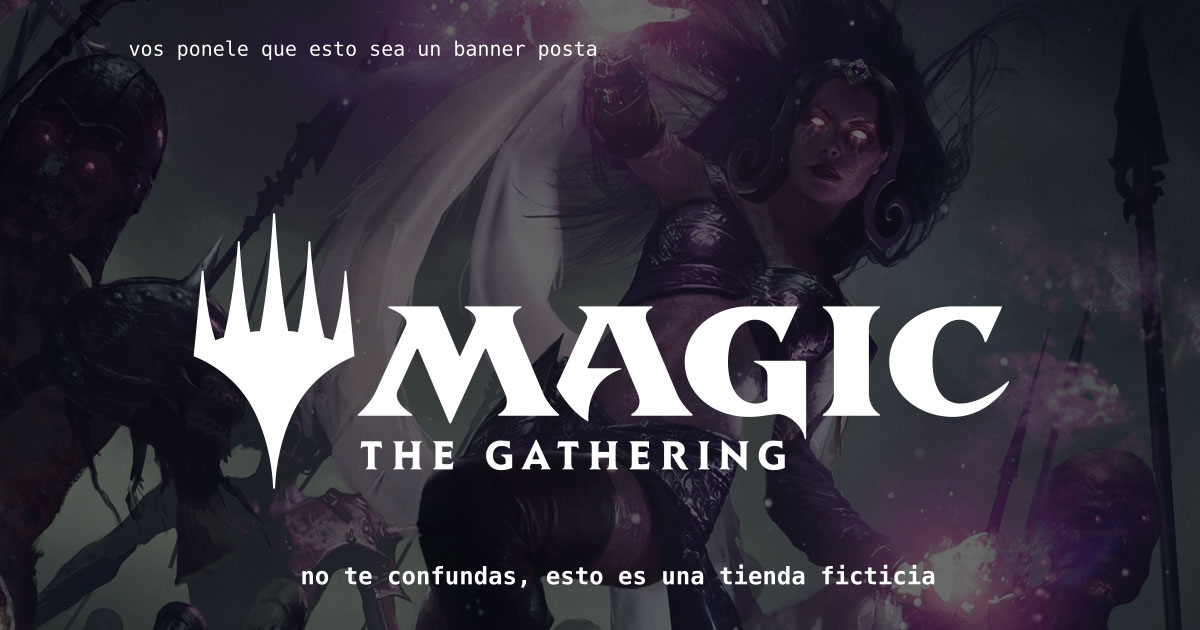 vos ponele que esto sea un banner posta
MAGIC
THE GATHERING
no te confundas, esto es una tienda ficticia